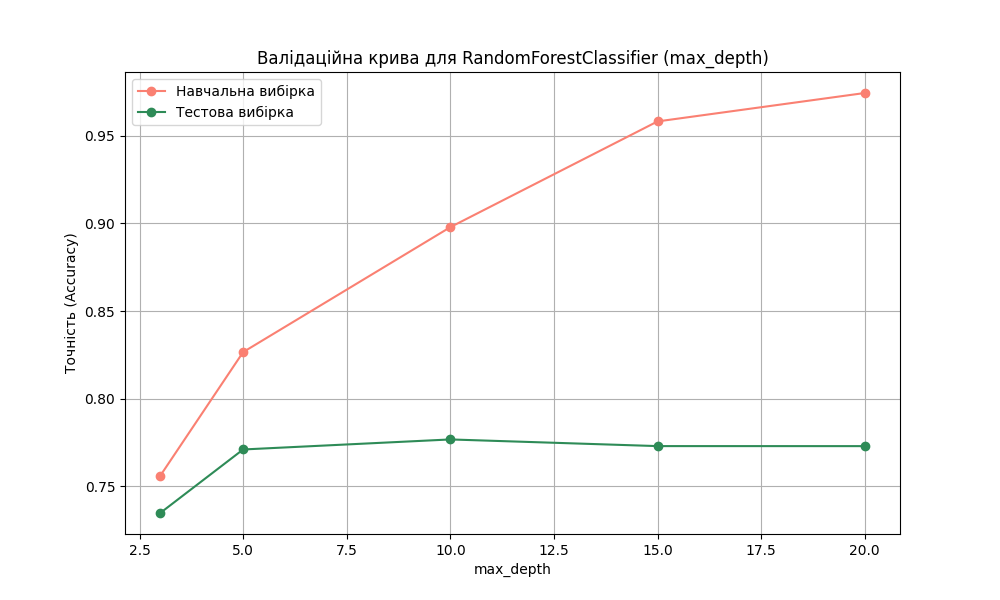 Валідаційна крива для RandomForestClassifier (max_depth)
Навчальна вибірка
Тестова вибірка
Точність (Accuracy)
0.95
0.90
0.85
0.80
0.75
2.5 5.0 7.5 10.0 12.5 15.0 17.5 20.0
max_depth